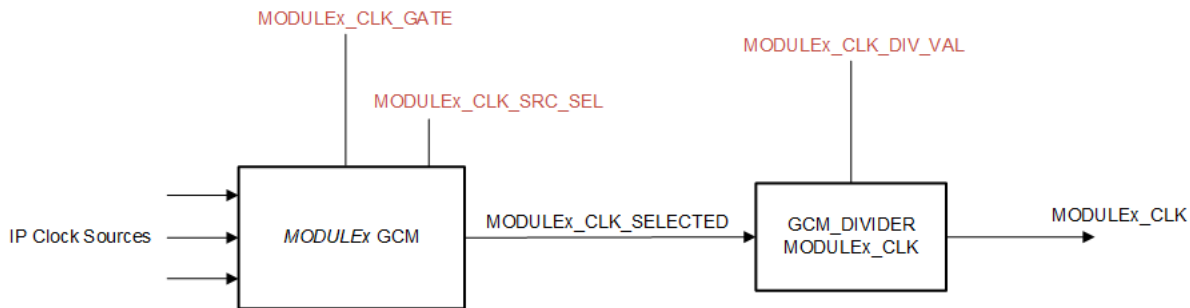 MODULEx_CLK_GATE
MODULEx_CLK_DIV_VAL
MODULEx_CLK_SRC_SEL
IP Clock Sources
MODULEx GCM
MODULEx_CLK_SELECTED
GCM_DIVIDER
MODULEx_CLK
MODULEx_CLK